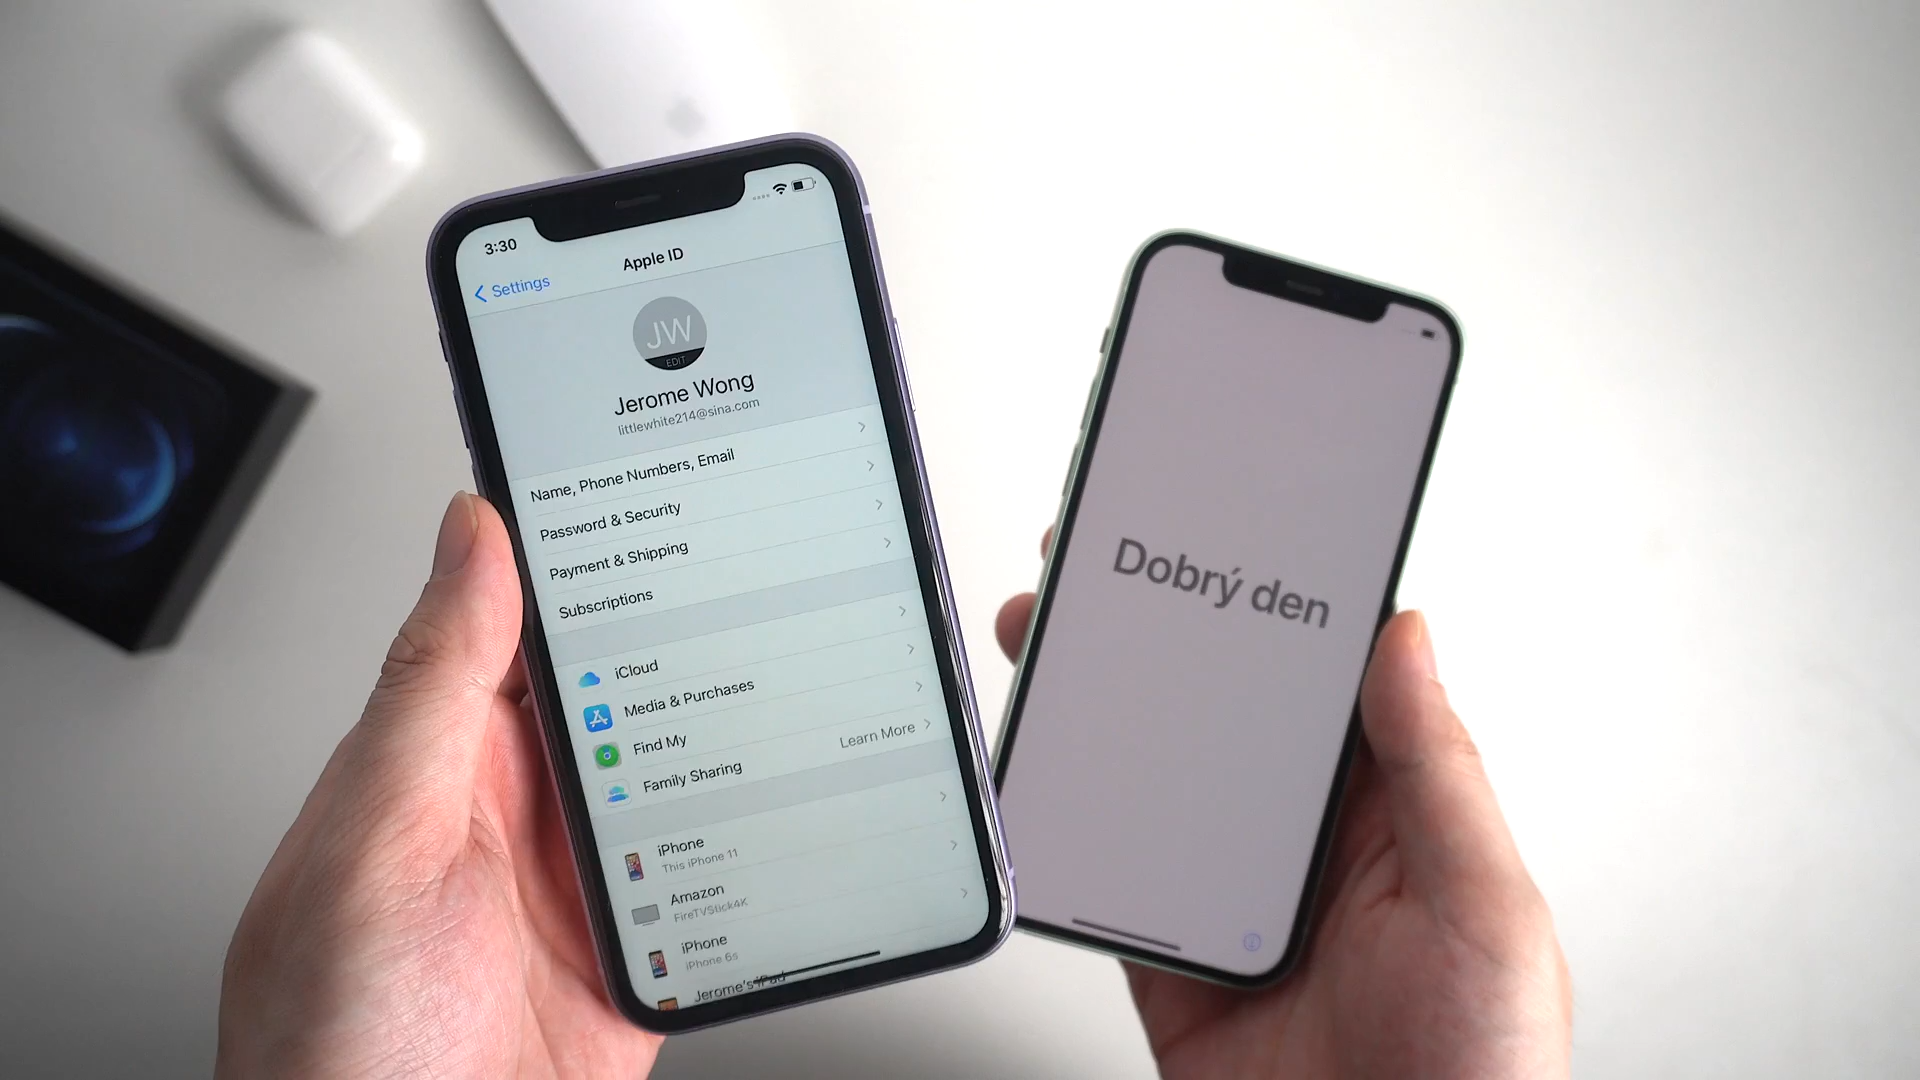 3:30
Settings
Apple ID
JW
EDIT
Jerome Wong
littlewhite214@sina.com
Name, Phone Numbers, Email
Password & Security
Payment & Shipping
Subscriptions
iCloud
Media & Purchases
Find My
Family Sharing
Learn More
iPhone
This iPhone 11
Amazon
FireTVStick4K
iPhone
iPhone 6s
Jerome's iPad
Dobrý den